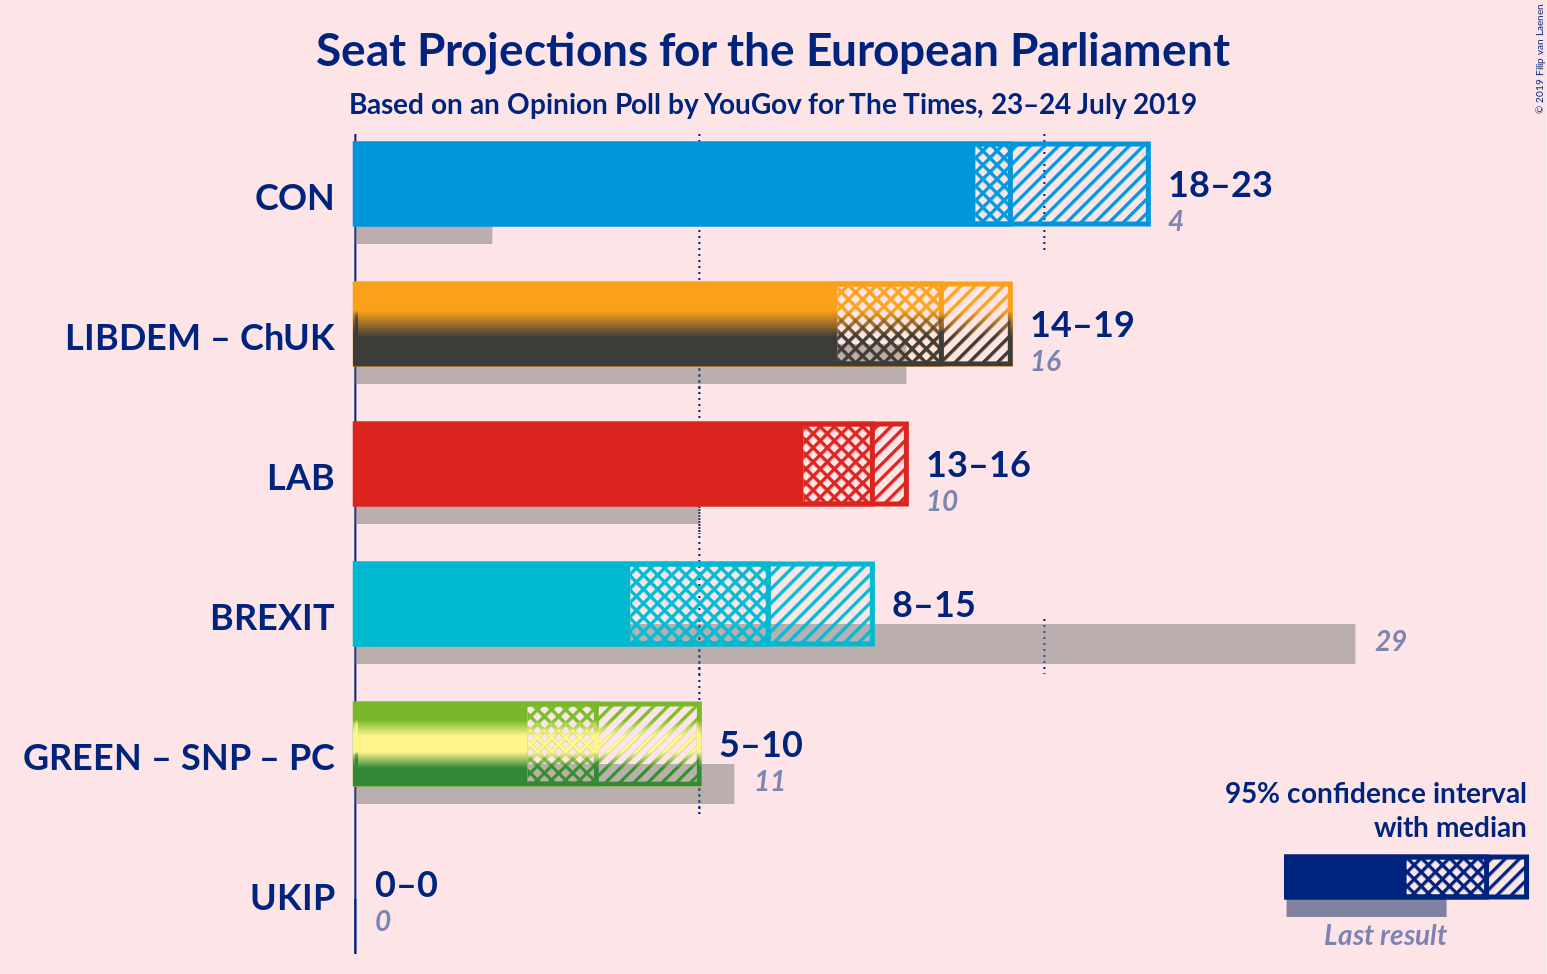 Seat Projections for the European Parliament
Based on an Opinion Poll by YouGov for The Times, 23–24 July 2019
© 2019 Filip van Laenen
CON
18–23
4
LIBDEM – ChUK
14–19
16
LAB
13–16
10
BREXIT
8–15
29
GREEN – SNP – PC
5–10
11
UKIP
0–0
0
95% confidence interval
with median
Last result